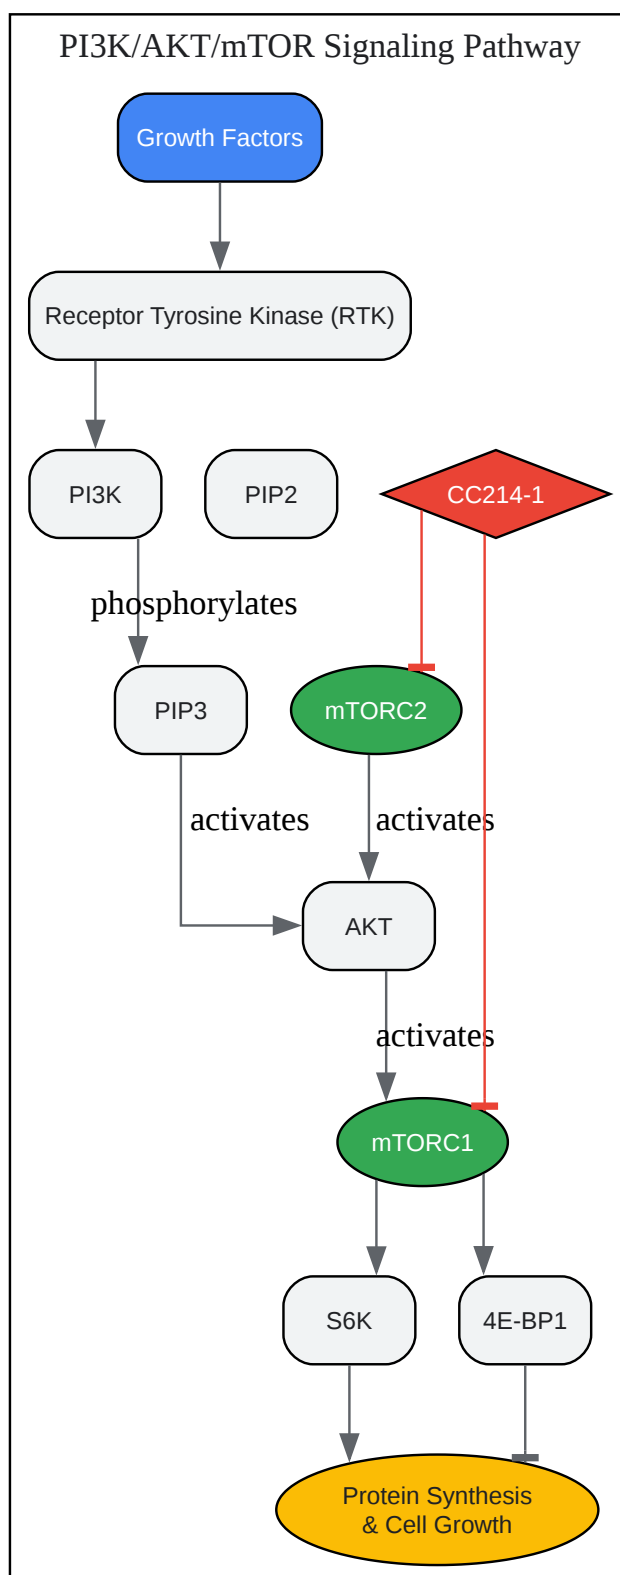 PI3K/AKT/mTOR Signaling Pathway
Growth Factors
Receptor Tyrosine Kinase (RTK)
PI3K
PIP2
CC214-1
phosphorylates
PIP3
mTORC2
activates
activates
AKT
activates
mTORC1
S6K
4E-BP1
Protein Synthesis
& Cell Growth